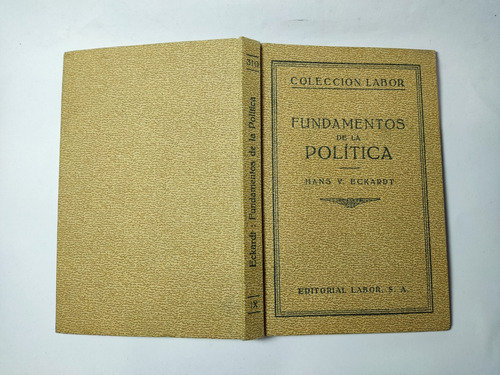 COLECCION LABOR
FUNDAMENTOS
DE LA
POLÍTICA
HANS V. ECKARDT
EDITORIAL LABOR, S. A.
Eckardt : Fundamentos de la Política